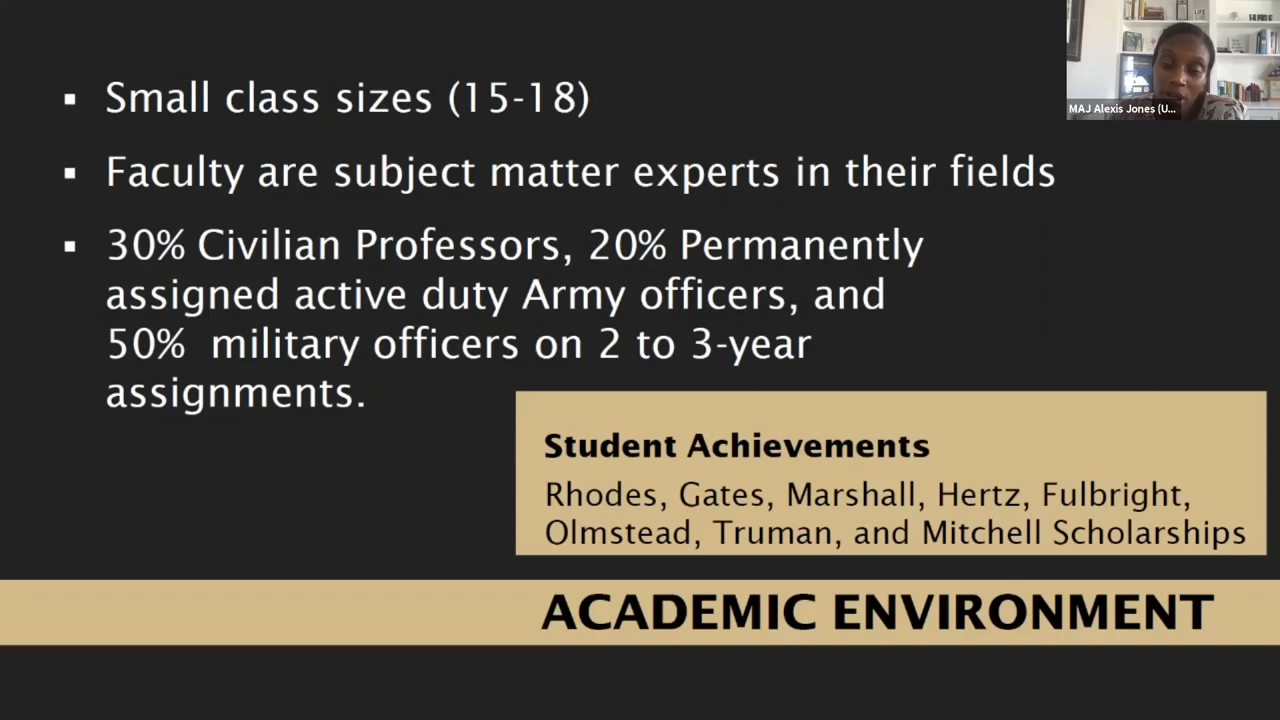 ▪ Small class sizes (15-18)
▪ Faculty are subject matter experts in their fields
▪ 30% Civilian Professors, 20% Permanently
assigned active duty Army officers, and
50% military officers on 2 to 3-year
assignments.
Student Achievements
Rhodes, Gates, Marshall, Hertz, Fulbright,
Olmstead, Truman, and Mitchell Scholarships
ACADEMIC ENVIRONMENT
LIFE
MAJ Alexis Jones (U...